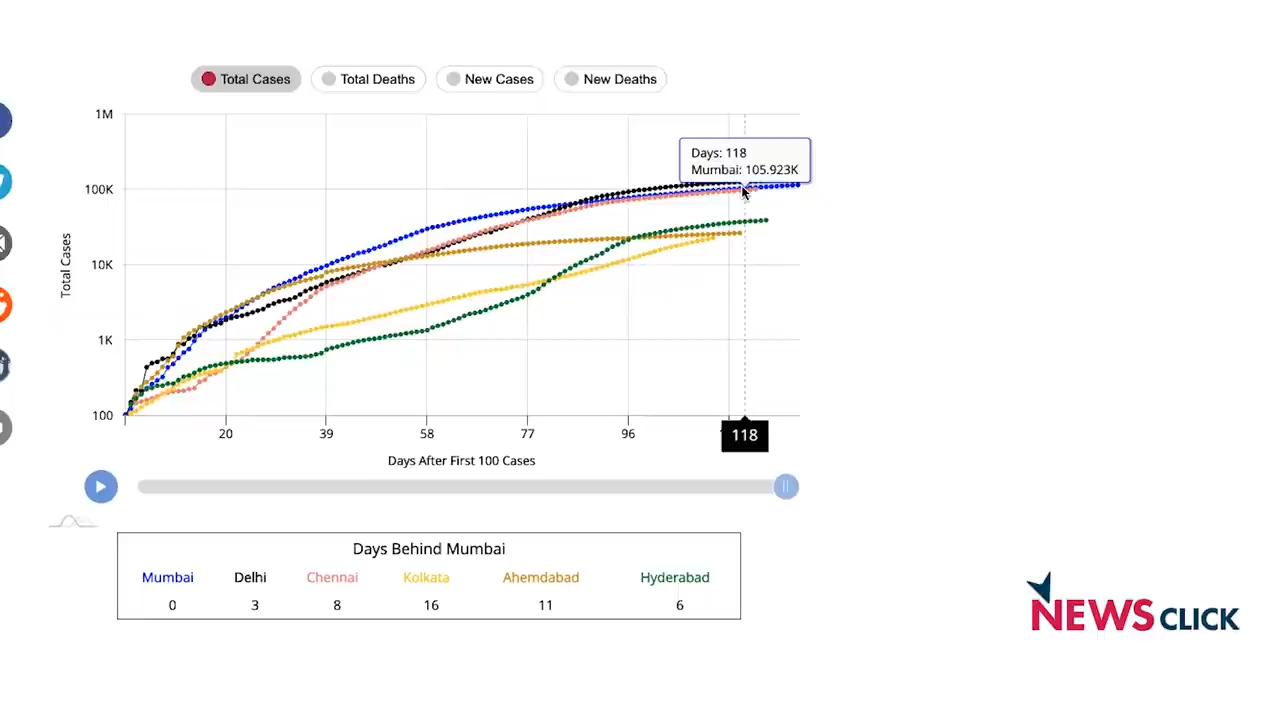 Total Cases Total Deaths New Cases New Deaths
1M
Days: 118
Mumbai: 105.923K
100K
Total Cases
10K
1K
100
20 39 58 77 96 118
Days After First 100 Cases
Days Behind Mumbai
Mumbai Delhi Chennai Kolkata Ahemdabad Hyderabad
0 3 8 16 11 6
NEWS CLICK